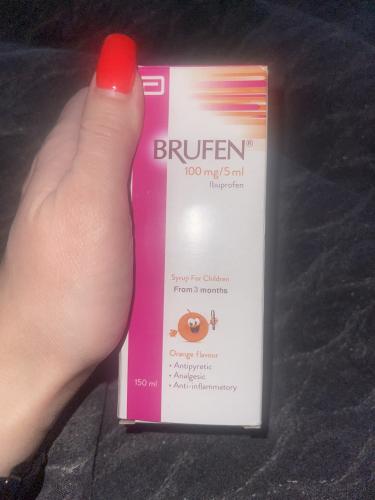 BRUFEN®
100 mg/5 ml
Ibuprofen
Syrup For Children
From 3 months
Orange flavour
• Antipyretic
• Analgesic
• Anti-inflammetory
150 ml